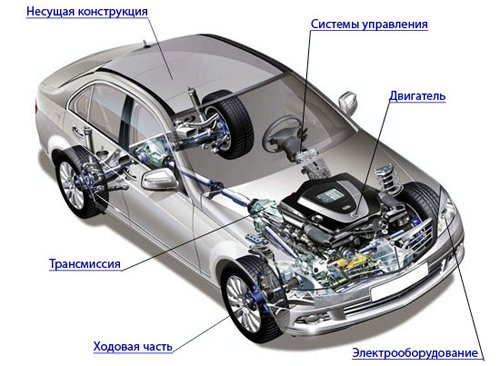 Несущая конструкция
Системы управления
Двигатель
Трансмиссия
Ходовая часть
Электрооборудование